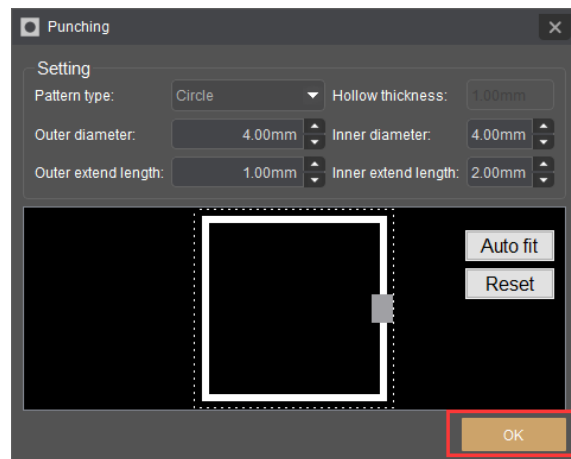 Punching
Setting
Pattern type: Circle Hollow thickness: 1.00mm
Outer diameter: 4.00mm Inner diameter: 4.00mm
Outer extend length: 1.00mm Inner extend length: 2.00mm
Auto fit
Reset
OK